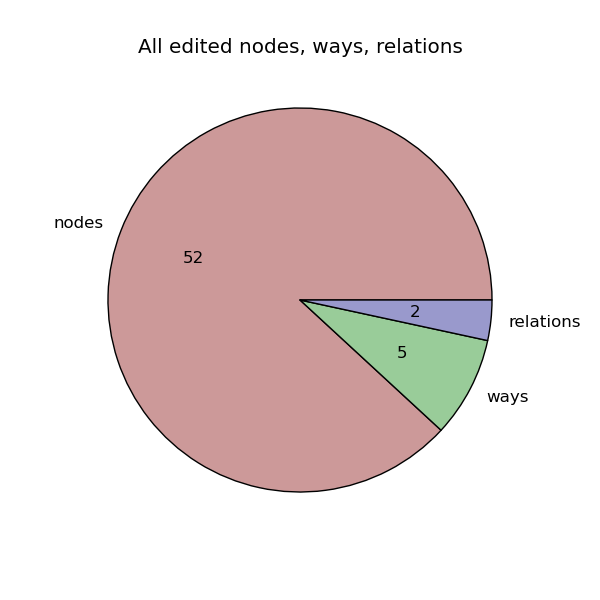 All edited nodes, ways, relations
nodes
52
2
relations
5
ways